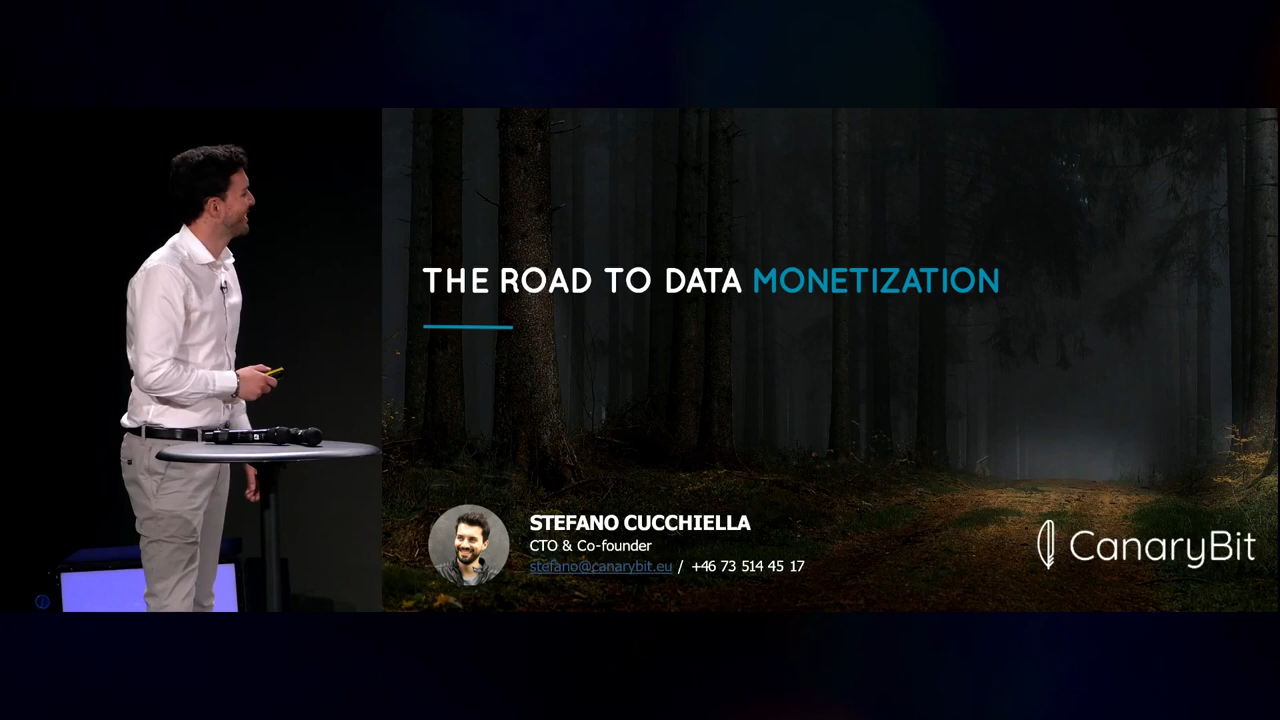 THE ROAD TO DATA MONETIZATION
STEFANO CUCCHIELLA
CTO & Co-founder
stefano@canarybit.eu / +46 73 514 45 17
CanaryBit